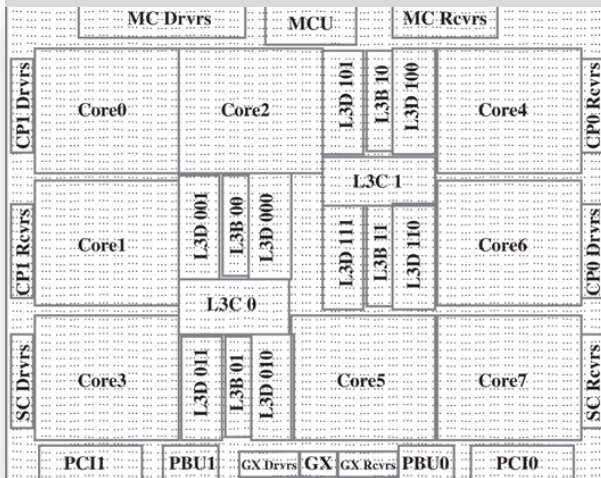 MC Drvrs
MCU
MC Rcvrs
CP1 Drvrs
Core0
Core2
L3D 101
L3B 10
L3D 100
Core4
CP0 Rcvrs
L3C 1
CP1 Rcvrs
Core1
L3D 001
L3B 00
L3D 000
L3D 111
L3B 11
L3D 110
Core6
CP0 Drvrs
L3C 0
SC Drvrs
Core3
L3D 011
L3B 01
L3D 010
Core5
Core7
SC Rcvrs
PCI1
PBU1
GX Drvrs
GX
GX Rcvrs
PBU0
PCI0